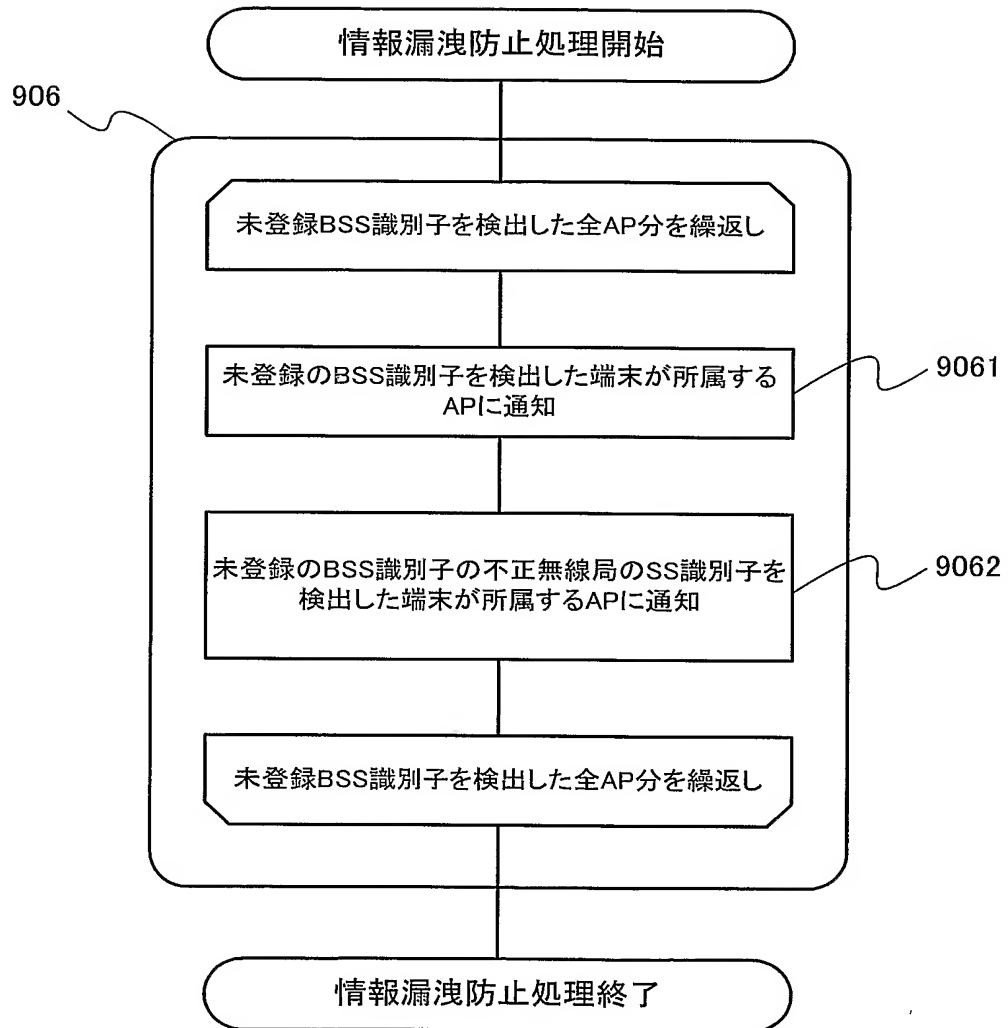 情報漏洩防止処理開始
906
未登録BSS識別子を検出した全AP分を繰返し
未登録のBSS識別子を検出した端末が所属する
APに通知
9061
未登録のBSS識別子の不正無線局のSS識別子を
検出した端末が所属するAPに通知
9062
未登録BSS識別子を検出した全AP分を繰返し
情報漏洩防止処理終了